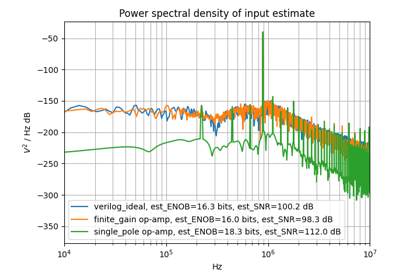 Power spectral density of input estimate
V² / Hz dB
−50
−100
−150
−200
−250
−300
−350
verilog_ideal, est_ENOB=16.3 bits, est_SNR=100.2 dB
finite_gain op-amp, est_ENOB=16.0 bits, est_SNR=98.3 dB
single_pole op-amp, est_ENOB=18.3 bits, est_SNR=112.0 dB
10⁴ 10⁵ 10⁶ 10⁷
Hz